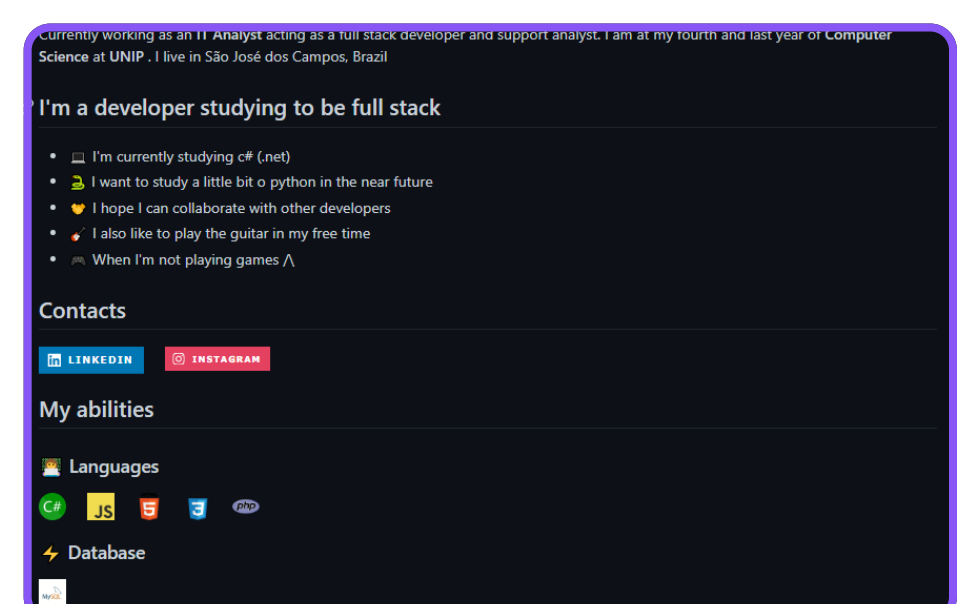 Currently working as an IT Analyst acting as a full stack developer and support analyst. I am at my fourth and last year of Computer
Science at UNIP . I live in São José dos Campos, Brazil
I'm a developer studying to be full stack
I'm currently studying c# (.net)
I want to study a little bit o python in the near future
I hope I can collaborate with other developers
I also like to play the guitar in my free time
When I'm not playing games /\
Contacts
LINKEDIN INSTAGRAM
My abilities
Languages
C# JS 5 3 php
Database
MySQL